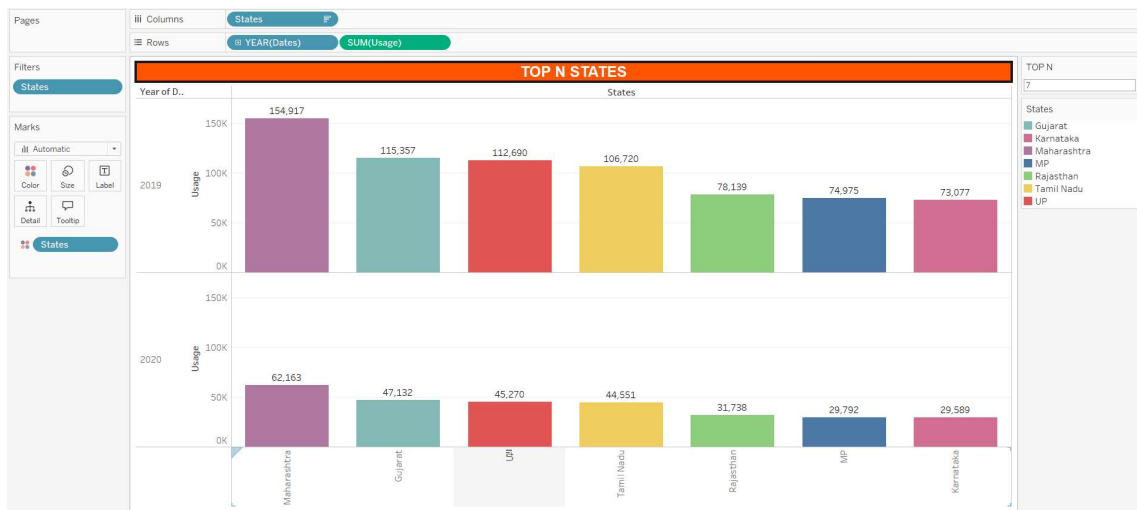 Pages
Columns
States
Rows
YEAR(Dates)
SUM(Usage)
Filters
States
Marks
Automatic
Color
Size
Label
Detail
Tooltip
States
TOP N STATES
Year of D..
States
2019
Usage
150K
100K
50K
0K
154,917
115,357
112,690
106,720
78,139
74,975
73,077
2020
Usage
150K
100K
50K
0K
62,163
47,132
45,270
44,551
31,738
29,792
29,589
Maharashtra
Gujarat
UP
Tamil Nadu
Rajasthan
MP
Karnataka
TOP N
7
States
Gujarat
Karnataka
Maharashtra
MP
Rajasthan
Tamil Nadu
UP